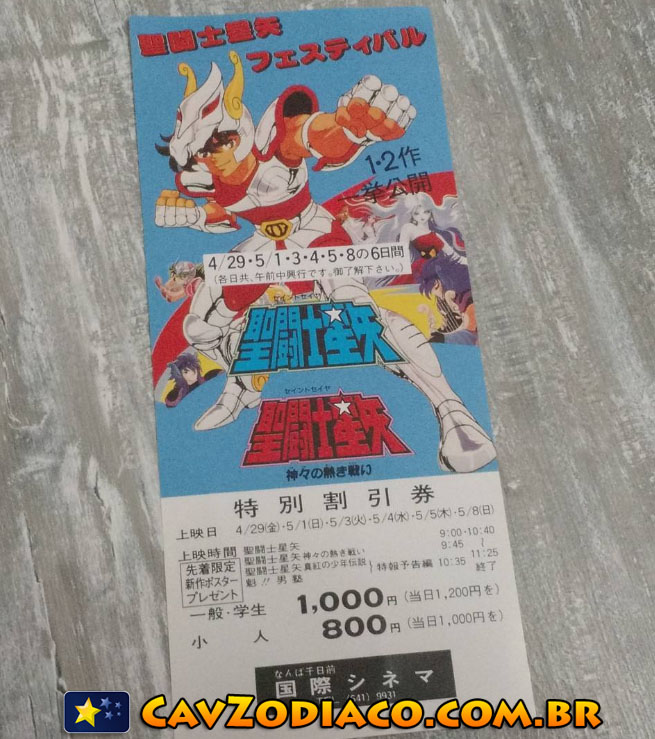 聖闘士星矢
フェスティバル
1・2作
一挙公開
4/29・5/1・3・4・5・8の6日間
(各日共、午前中興行です。御了解下さい。)
セイントセイヤ
聖闘士星矢
セイントセイヤ
聖闘士星矢
神々の熱き戦い
特別割引券
上映日 4/29(金)・5/1(日)・5/3(火)・5/4(水)・5/5(木)・5/8(日)
上映時間 聖闘士星矢 9:00-10:40
聖闘士星矢神々の熱き戦い 9:45 〜 11:25
聖闘士星矢真紅の少年伝説
魁!!男塾 }特報予告編 10:35 終了
先着限定
新作ポスター
プレゼント
一般・学生 1,000円(当日1,200円を)
小人 800円(当日1,000円を)
なんば千日前
国際シネマ
(641) 9931
CavZodiaco.com.br